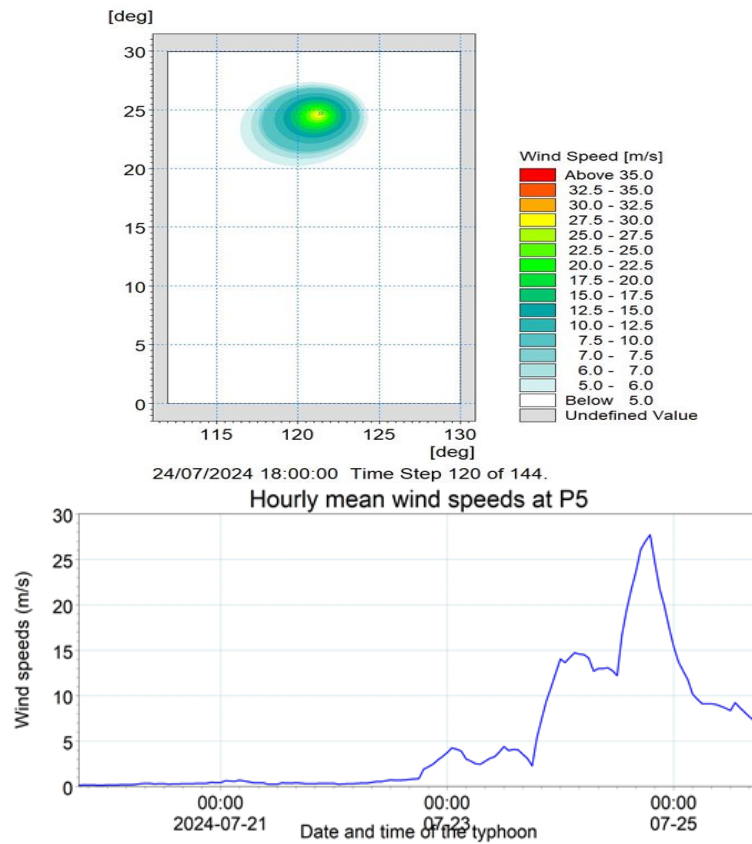 [deg]
30
25
20
15
10
5
0
115 120 125 130
[deg]
Wind Speed [m/s]
Above 35.0
32.5 - 35.0
30.0 - 32.5
27.5 - 30.0
25.0 - 27.5
22.5 - 25.0
20.0 - 22.5
17.5 - 20.0
15.0 - 17.5
12.5 - 15.0
10.0 - 12.5
7.5 - 10.0
7.0 - 7.5
6.0 - 7.0
5.0 - 6.0
Below 5.0
Undefined Value
24/07/2024 18:00:00 Time Step 120 of 144.
Hourly mean wind speeds at P5
Wind speeds (m/s)
30
25
20
15
10
5
0
00:00 00:00 00:00
2024-07-21 07-23 07-25
Date and time of the typhoon